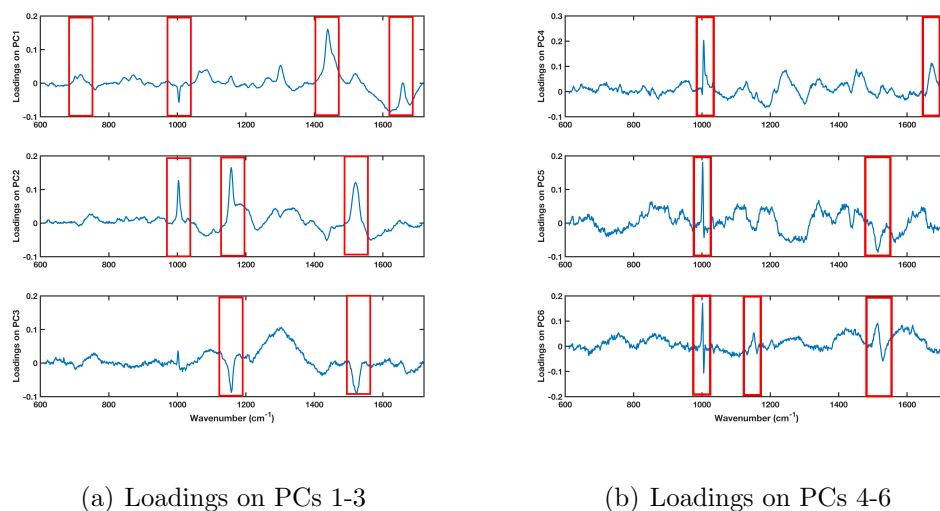 0.2
0.1
0
-0.1
Loadings on PC1
600 800 1000 1200 1400 1600
0.2
0.1
0
-0.1
Loadings on PC2
600 800 1000 1200 1400 1600
0.2
0.1
0
-0.1
Loadings on PC3
600 800 1000 1200 1400 1600
Wavenumber (cm⁻¹)
(a) Loadings on PCs 1-3
0.3
0.2
0.1
0
-0.1
Loadings on PC4
600 800 1000 1200 1400 1600
0.2
0.1
0
-0.1
Loadings on PC5
600 800 1000 1200 1400 1600
0.2
0.1
0
-0.1
-0.2
Loadings on PC6
600 800 1000 1200 1400 1600
Wavenumber (cm⁻¹)
(b) Loadings on PCs 4-6